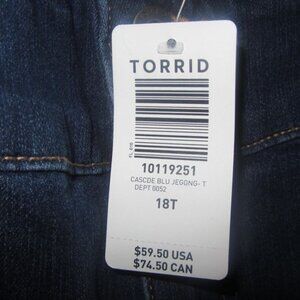 TORRID
10119251
CASCDE BLU JEGGNG- T
DEPT 0052
18T
$59.50 USA
$74.50 CAN